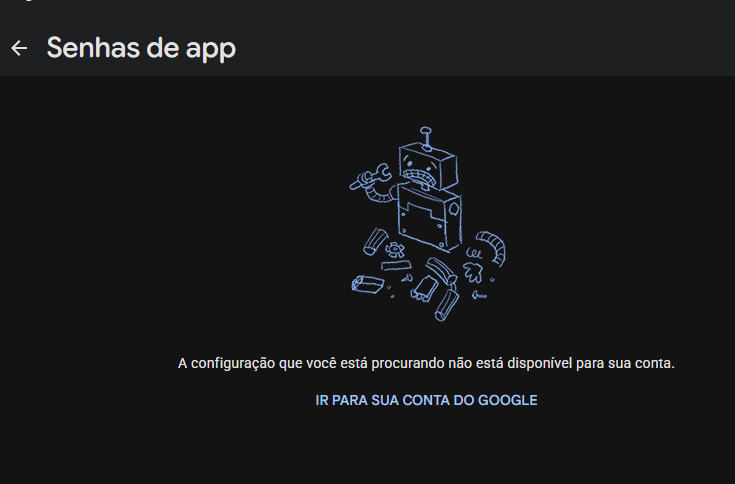 Senhas de app
A configuração que você está procurando não está disponível para sua conta.
IR PARA SUA CONTA DO GOOGLE